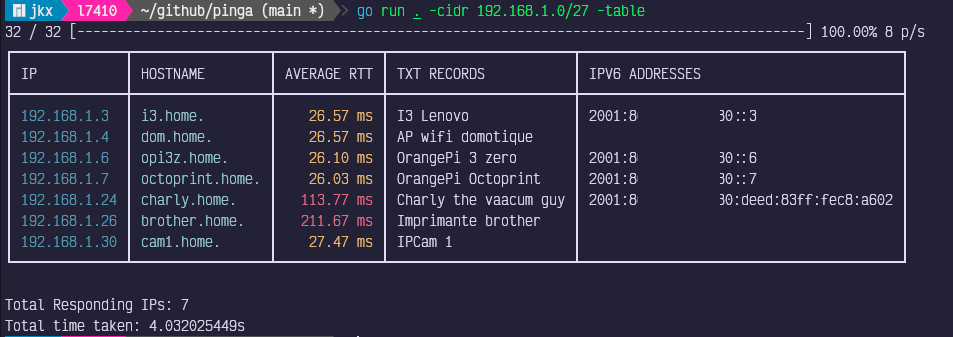 jkx l7410 ~/github/pinga (main *) go run . -cidr 192.168.1.0/27 -table
32 / 32 [-------------------------------------------------------------------------------------------] 100.00% 8 p/s
IP HOSTNAME AVERAGE RTT TXT RECORDS IPV6 ADDRESSES
192.168.1.3 i3.home. 26.57 ms I3 Lenovo 2001:8 30::3
192.168.1.4 dom.home. 26.57 ms AP wifi domotique
192.168.1.6 opi3z.home. 26.10 ms OrangePi 3 zero 2001:8 30::6
192.168.1.7 octoprint.home. 26.03 ms OrangePi Octoprint 2001:8 30::7
192.168.1.24 charly.home. 113.77 ms Charly the vaacum guy 2001:8 30:deed:83ff:fec8:a602
192.168.1.26 brother.home. 211.67 ms Imprimante brother
192.168.1.30 cam1.home. 27.47 ms IPCam 1
Total Responding IPs: 7
Total time taken: 4.032025449s